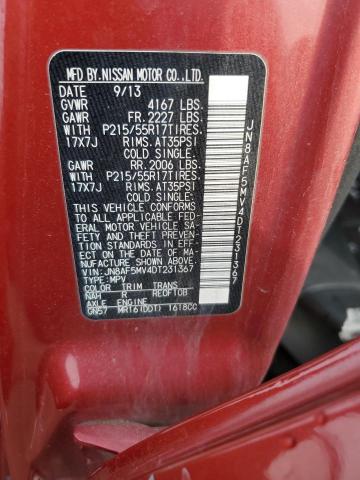 MFD.BY.NISSAN MOTOR CO.,LTD.
DATE 9/13
GVWR 4167 LBS.
GAWR FR.2227 LBS.
WITH P215/55R17TIRES.
17X7J RIMS.AT35PSI
COLD SINGLE.
GAWR RR.2006 LBS.
WITH P215/55R17TIRES.
17X7J RIMS.AT35PSI
COLD SINGLE.
THIS VEHICLE CONFORMS
TO ALL APPLICABLE FED-
ERAL MOTOR VEHICLE SA-
FETY AND THEFT PREVEN-
TION STANDARDS IN EFF-
ECT ON THE DATE OF MA-
NUFACTURE SHOWN ABOVE.
VIN:JN8AF5MV4DT231367
TYPE:MPV
COLOR TRIM TRANS
NAH R RE0F10B
AXLE ENGINE
GN57 MR16(DDT) 1618CC
JN8AF5MV4DT231367